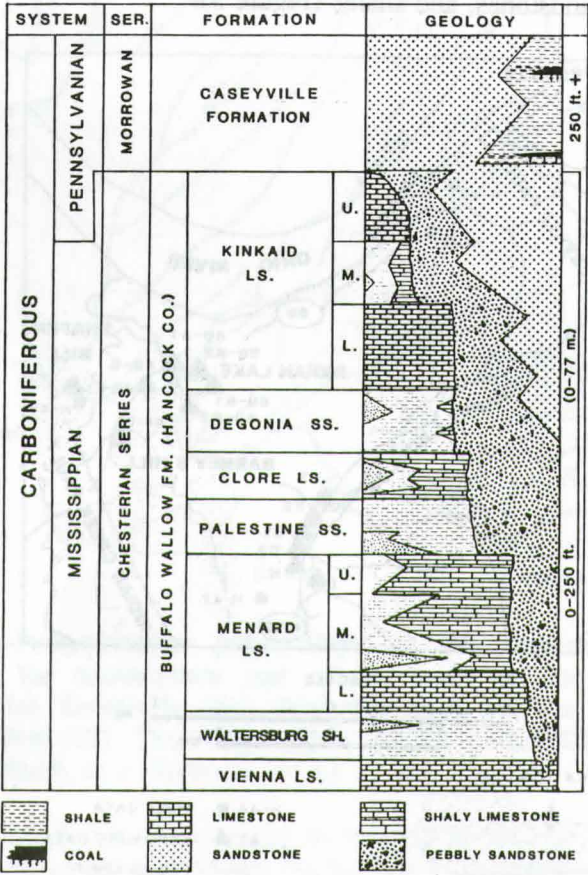 SYSTEM SER. FORMATION GEOLOGY
CARBONIFEROUS
PENNSYLVANIAN
MISSISSIPPIAN
MORROWAN
CHESTERIAN SERIES
BUFFALO WALLOW FM. (HANCOCK CO.)
CASEYVILLE
FORMATION
KINKAID
LS.
U.
M.
L.
DEGONIA SS.
CLORE LS.
PALESTINE SS.
MENARD
LS.
U.
M.
L.
WALTERSBURG SH.
VIENNA LS.
250 ft. +
(0-77 m.)
0-250 ft.
SHALE LIMESTONE SHALY LIMESTONE
COAL SANDSTONE PEBBLY SANDSTONE